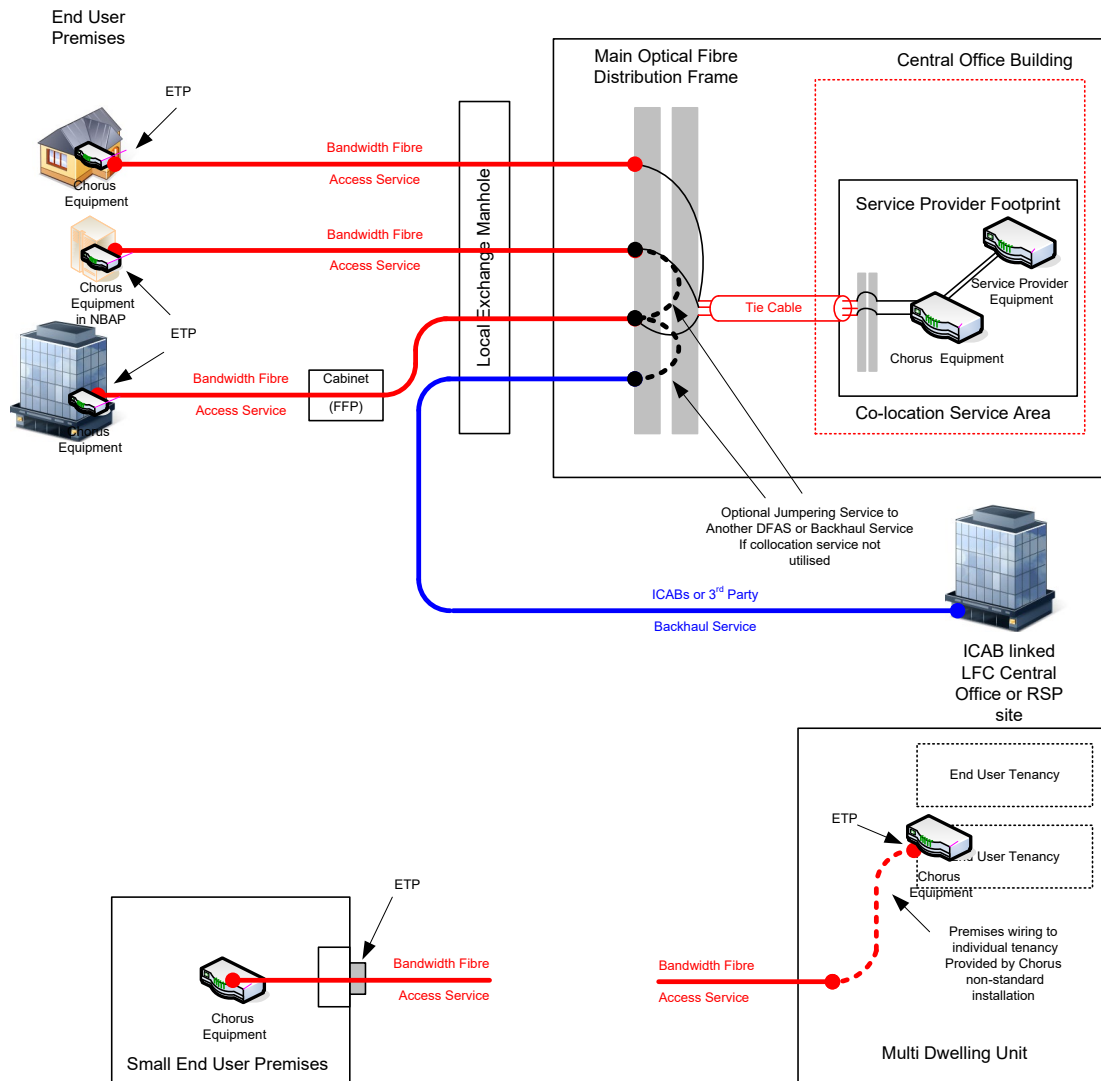 End User
Premises
ETP
Chorus
Equipment
Bandwidth Fibre
Access Service
Chorus
Equipment
in NBAP
Bandwidth Fibre
Access Service
ETP
Chorus
Equipment
Bandwidth Fibre
Access Service
Cabinet
(FFP)
Local Exchange Manhole
Main Optical Fibre
Distribution Frame
Central Office Building
Service Provider Footprint
Service Provider
Equipment
Tie Cable
Chorus Equipment
Co-location Service Area
Optional Jumpering Service to
Another DFAS or Backhaul Service
If collocation service not
utilised
ICABs or 3rd Party
Backhaul Service
ICAB linked
LFC Central
Office or RSP
site
ETP
Chorus
Equipment
Bandwidth Fibre
Access Service
Small End User Premises
Bandwidth Fibre
Access Service
End User Tenancy
ETP
End User Tenancy
Chorus
Equipment
Premises wiring to
individual tenancy
Provided by Chorus
non-standard
installation
Multi Dwelling Unit